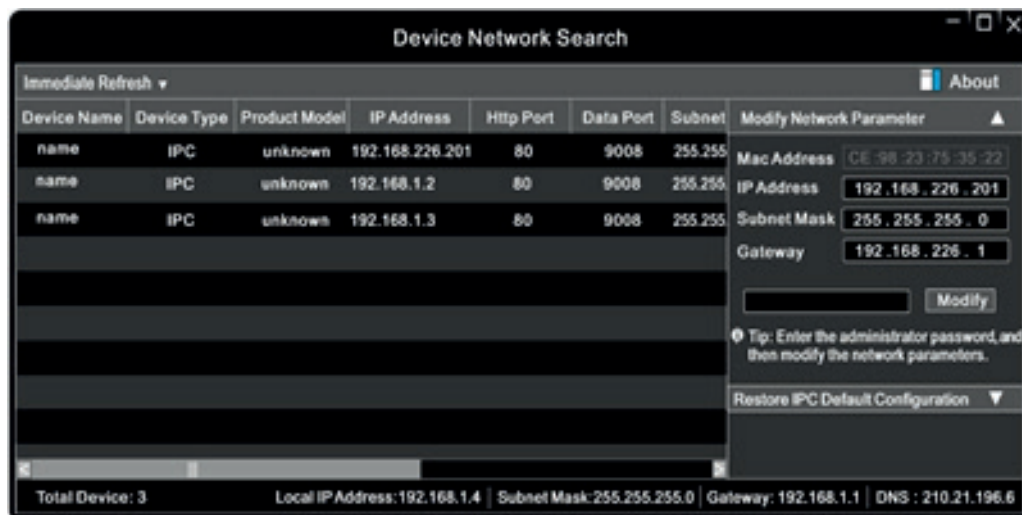 Device Network Search
Immediate Refresh
About
Device Name Device Type Product Model IP Address Http Port Data Port Subnet
name IPC unknown 192.168.226.201 80 9008 255.255
name IPC unknown 192.168.1.2 80 9008 255.255.
name IPC unknown 192.168.1.3 80 9008 255.255.
Modify Network Parameter
Mac Address CE:98:23:75:35:22
IP Address 192.168.226.201
Subnet Mask 255.255.255.0
Gateway 192.168.226.1
Modify
Tip: Enter the administrator password, and
then modify the network parameters.
Restore IPC Default Configuration
Total Device: 3 Local IP Address:192.168.1.4 Subnet Mask:255.255.255.0 Gateway: 192.168.1.1 DNS : 210.21.196.6